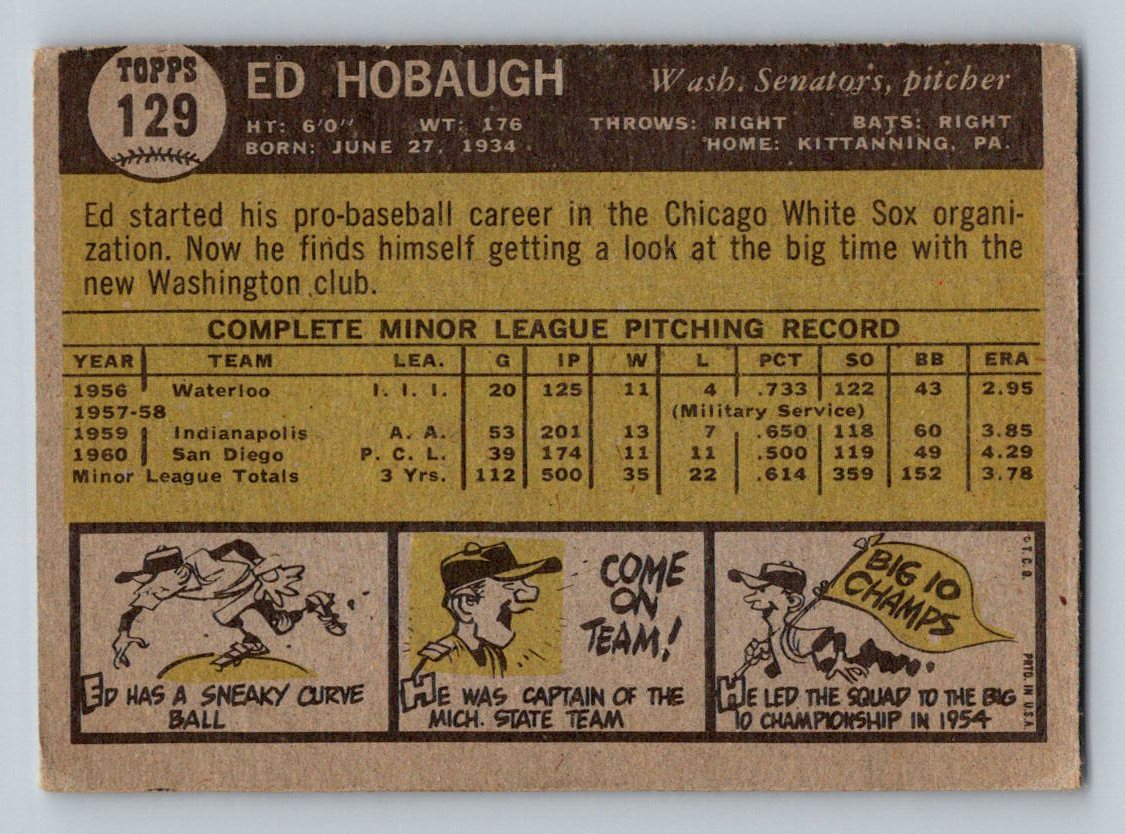 TOPPS
129
ED HOBAUGH
Wash. Senators, pitcher
HT: 6'0" WT: 176 THROWS: RIGHT BATS: RIGHT
BORN: JUNE 27, 1934 HOME: KITTANNING, PA.
Ed started his pro-baseball career in the Chicago White Sox organi-
zation. Now he finds himself getting a look at the big time with the
new Washington club.
COMPLETE MINOR LEAGUE PITCHING RECORD
YEAR TEAM LEA. G IP W L PCT SO BB ERA
1956 Waterloo I. I. I. 20 125 11 4 .733 122 43 2.95
1957-58 (Military Service)
1959 Indianapolis A. A. 53 201 13 7 .650 118 60 3.85
1960 San Diego P. C. L. 39 174 11 11 .500 119 49 4.29
Minor League Totals 3 Yrs. 112 500 35 22 .614 359 152 3.78
ED HAS A SNEAKY CURVE
BALL
COME
ON
TEAM!
HE WAS CAPTAIN OF THE
MICH. STATE TEAM
BIG 10
CHAMPS
HE LED THE SQUAD TO THE BIG
10 CHAMPIONSHIP IN 1954
© T. C. G.
PRTD. IN U.S.A.